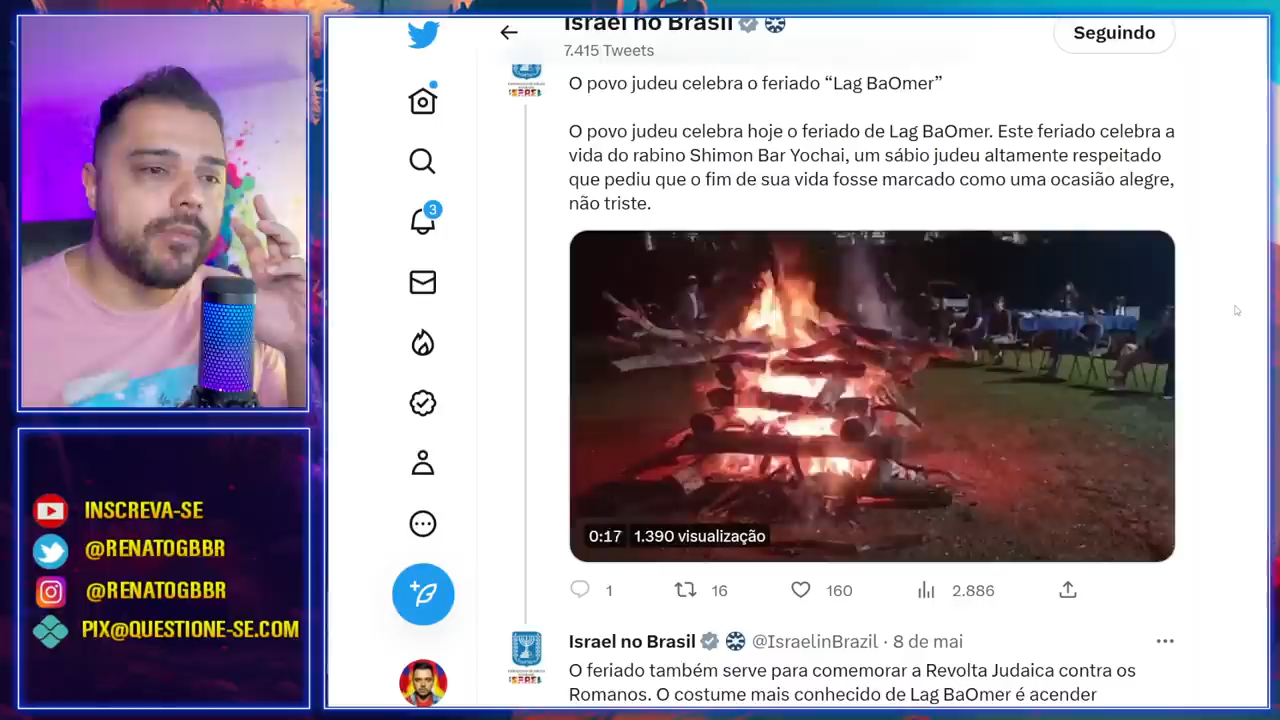 Israel no Brasil
7.415 Tweets
Seguindo
O povo judeu celebra o feriado “Lag BaOmer”
O povo judeu celebra hoje o feriado de Lag BaOmer. Este feriado celebra a
vida do rabino Shimon Bar Yochai, um sábio judeu altamente respeitado
que pediu que o fim de sua vida fosse marcado como uma ocasião alegre,
não triste.
3
0:17 1.390 visualização
1 16 160 2.886
Israel no Brasil @IsraelinBrazil · 8 de mai
O feriado também serve para comemorar a Revolta Judaica contra os
Romanos. O costume mais conhecido de Lag BaOmer é acender
INSCREVA-SE
@RENATOGBBR
@RENATOGBBR
PIX@QUESTIONE-SE.COM